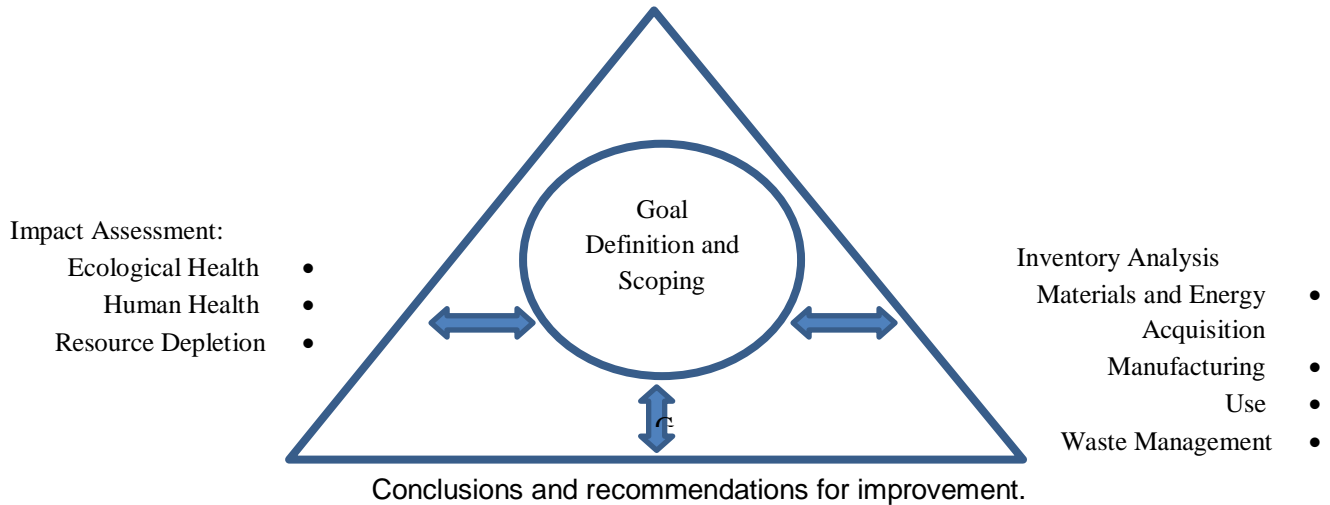 Goal
Definition and
Scoping
Impact Assessment:
Ecological Health •
Human Health •
Resource Depletion •
Inventory Analysis
Materials and Energy •
Acquisition
Manufacturing •
Use •
Waste Management •
Conclusions and recommendations for improvement.